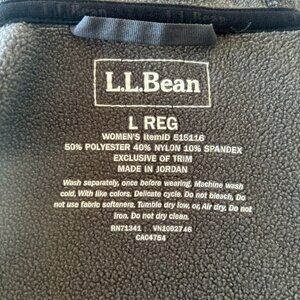 L.L.Bean
L REG
WOMEN'S ItemID 515116
50% POLYESTER 40% NYLON 10% SPANDEX
EXCLUSIVE OF TRIM
MADE IN JORDAN
Wash separately, once before wearing. Machine wash
cold, With like colors. Delicate cycle. Do not bleach, Do
not use fabric softeners. Tumble dry low, or, Air dry. Do not
iron. Do not dry clean.
RN71341 VN1002746
CA04754